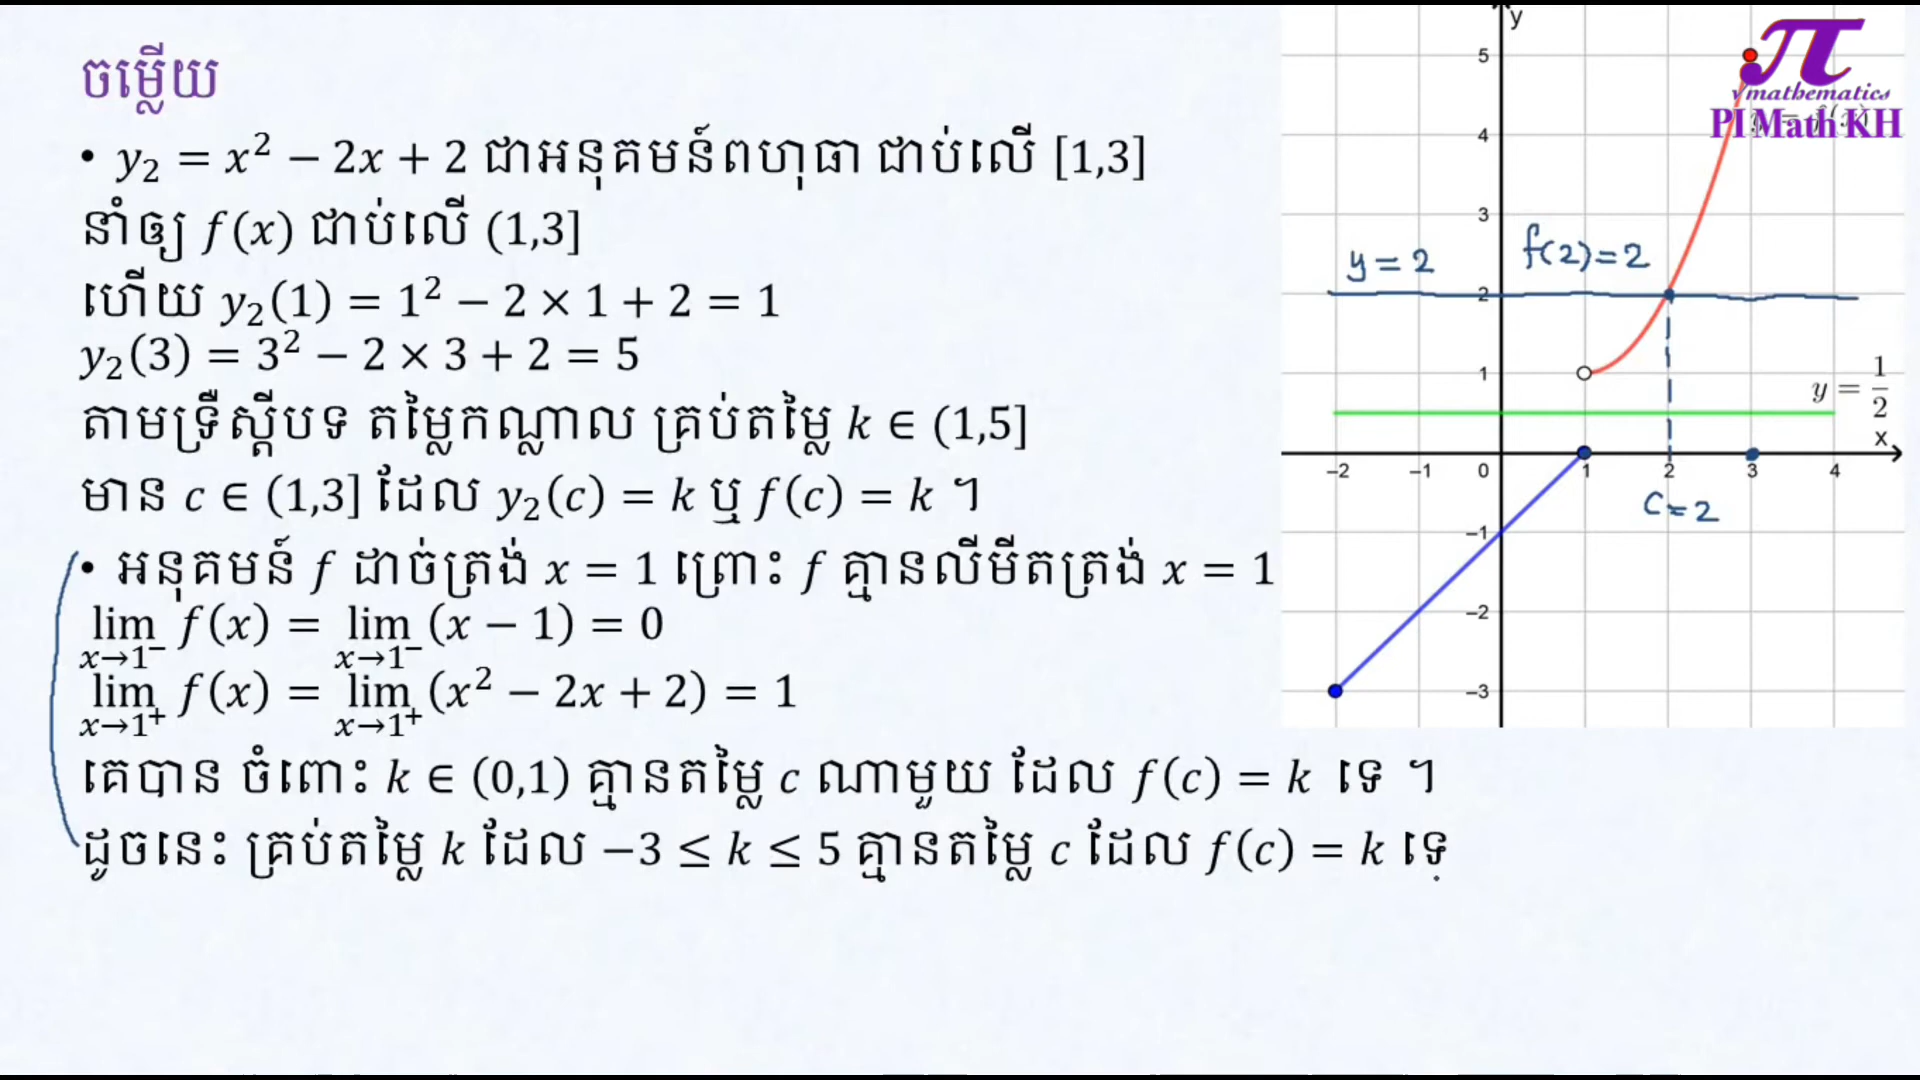 ចម្លើយ
• y₂ = x² − 2x + 2 ជាអនុគមន៍ពហុធា ជាប់លើ [1,3]
នាំឲ្យ f(x) ជាប់លើ (1,3]
ហើយ y₂(1) = 1² − 2 × 1 + 2 = 1
y₂(3) = 3² − 2 × 3 + 2 = 5
តាមទ្រឹស្តីបទ តម្លៃកណ្តាល គ្រប់តម្លៃ k ∈ (1,5]
មាន c ∈ (1,3] ដែល y₂(c) = k ឬ f(c) = k ។
• អនុគមន៍ f ដាច់ត្រង់ x = 1 ព្រោះ f គ្មានលីមីតត្រង់ x = 1
lim x→1⁻ f(x) = lim x→1⁻ (x − 1) = 0
lim x→1⁺ f(x) = lim x→1⁺ (x² − 2x + 2) = 1
គេបាន ចំពោះ k ∈ (0,1) គ្មានតម្លៃ c ណាមួយ ដែល f(c) = k ទេ ។
ដូចនេះ គ្រប់តម្លៃ k ដែល −3 ≤ k ≤ 5 គ្មានតម្លៃ c ដែល f(c) = k ទេ
y
π
√mathematics
PI Math KH
5
4
3
y = 2
f(2) = 2
2
1
y = 1/2
x
−2 −1 0 1 2 3 4
c = 2
−1
−2
−3